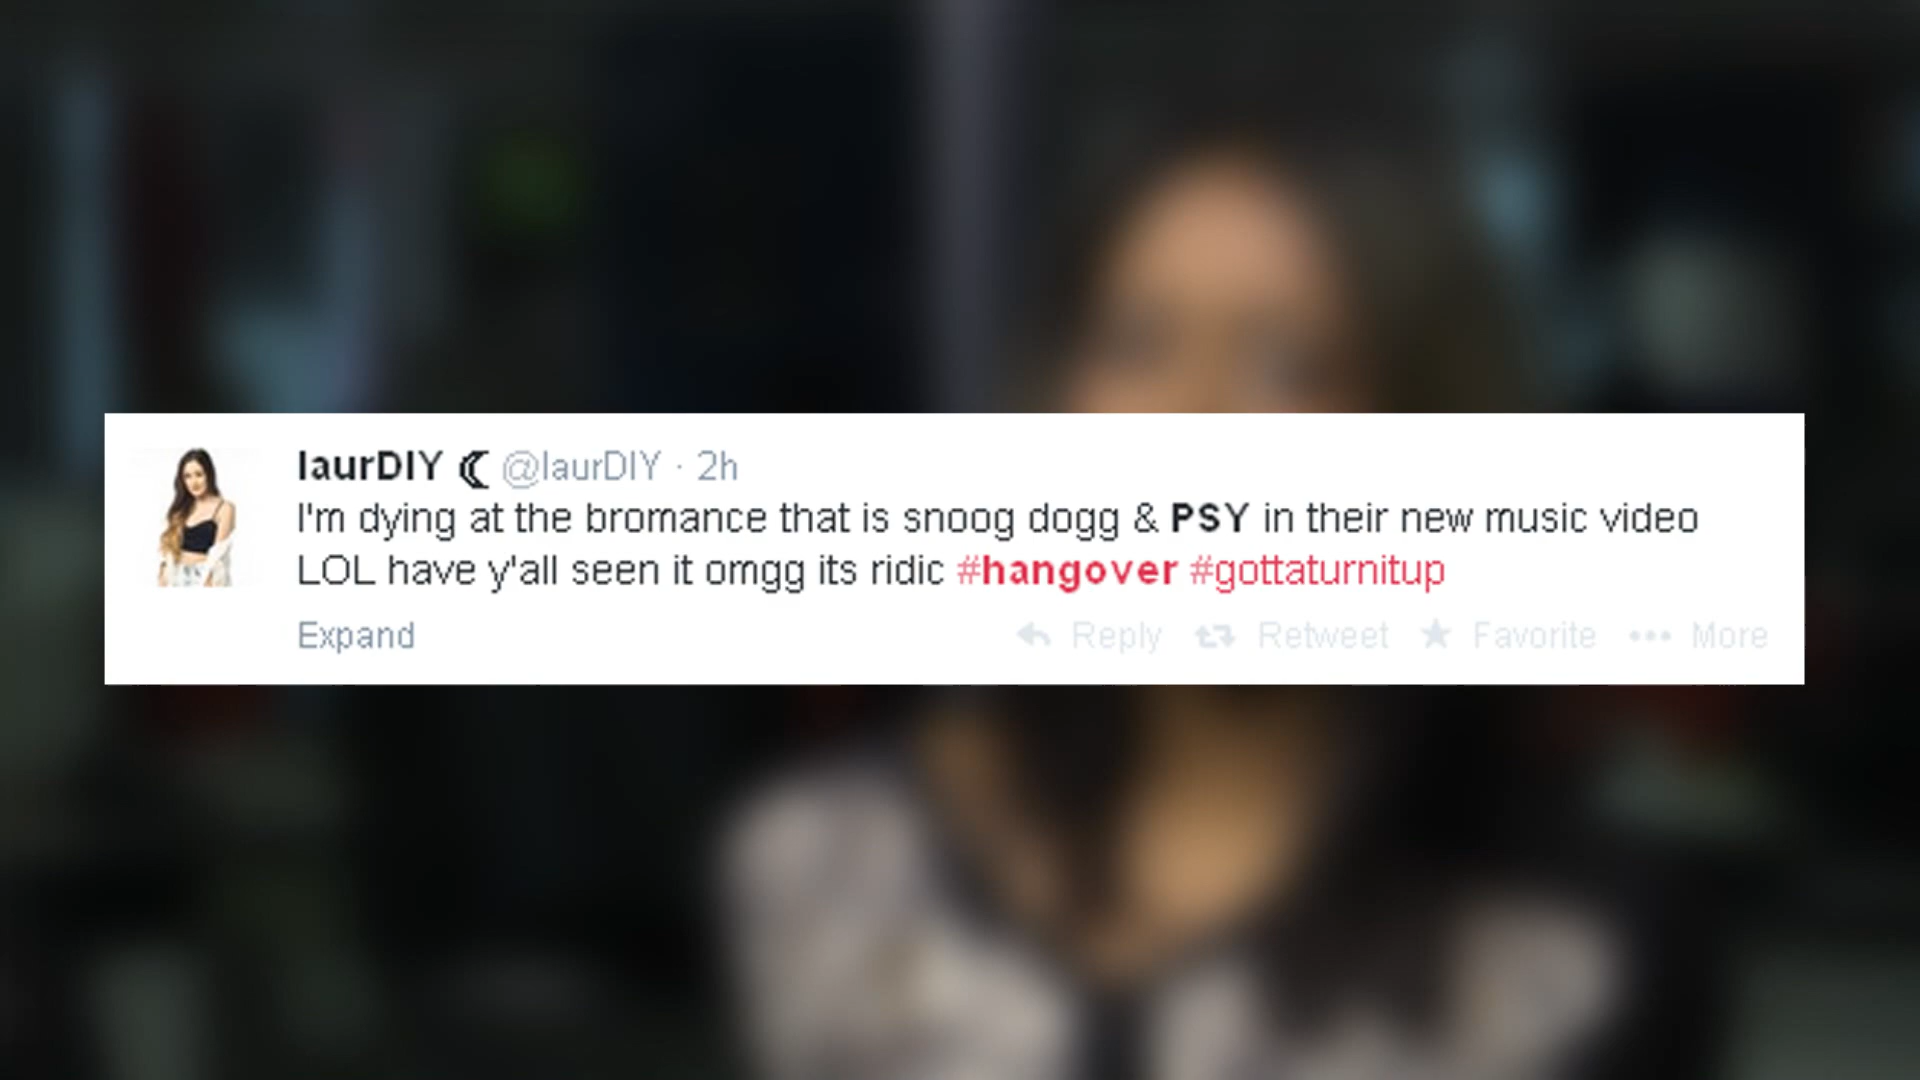 laurDIY ☾ @laurDIY · 2h
I'm dying at the bromance that is snoog dogg & PSY in their new music video
LOL have y'all seen it omgg its ridic #hangover #gottaturnitup
Expand Reply Retweet Favorite More